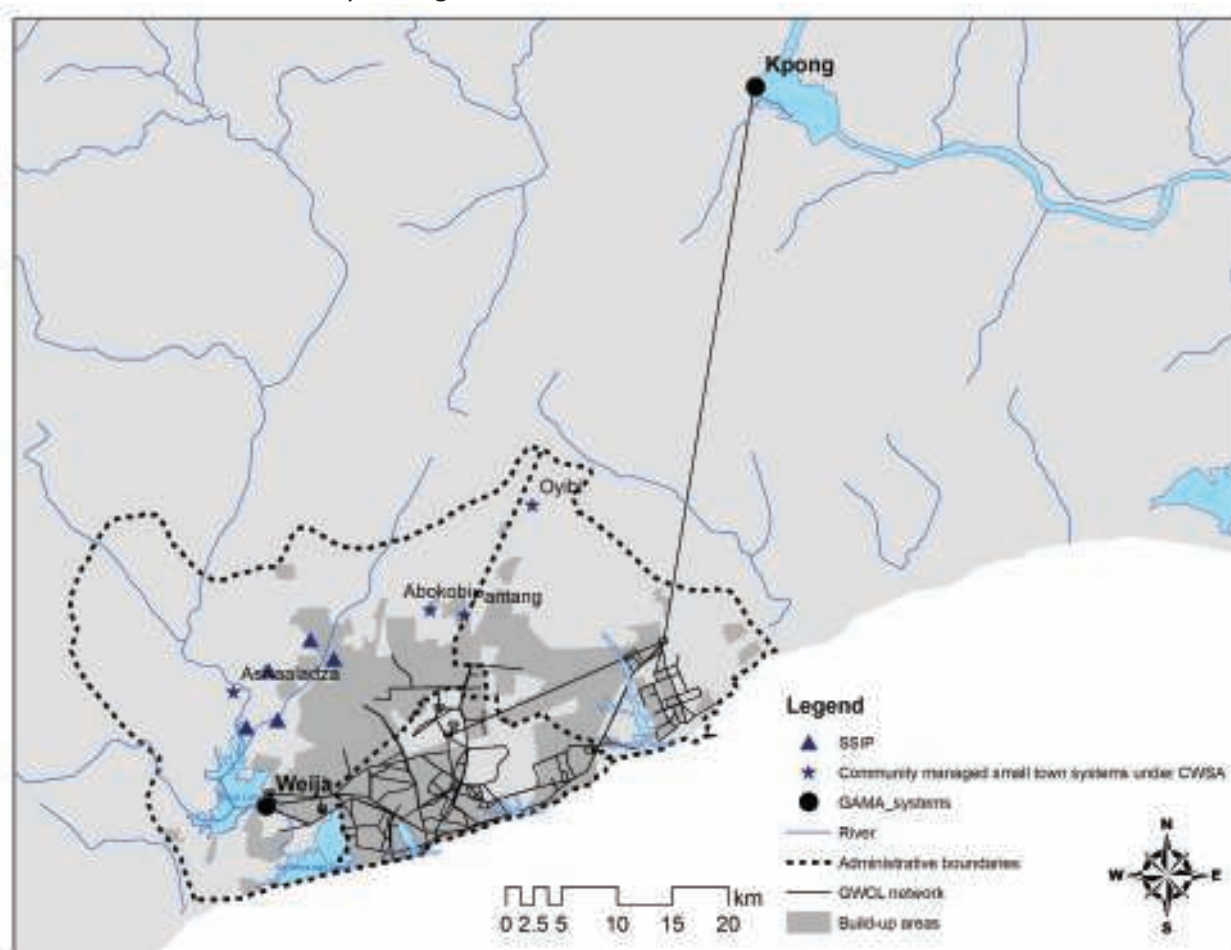 Kpong
Oyibi
Abokobi
Pantang
Weija
Legend
SSIP
Community managed small town systems under CWSA
GAMA_systems
River
Administrative boundaries
GWCL network
Build-up areas
N
W E
S
km
0 2.5 5 10 15 20